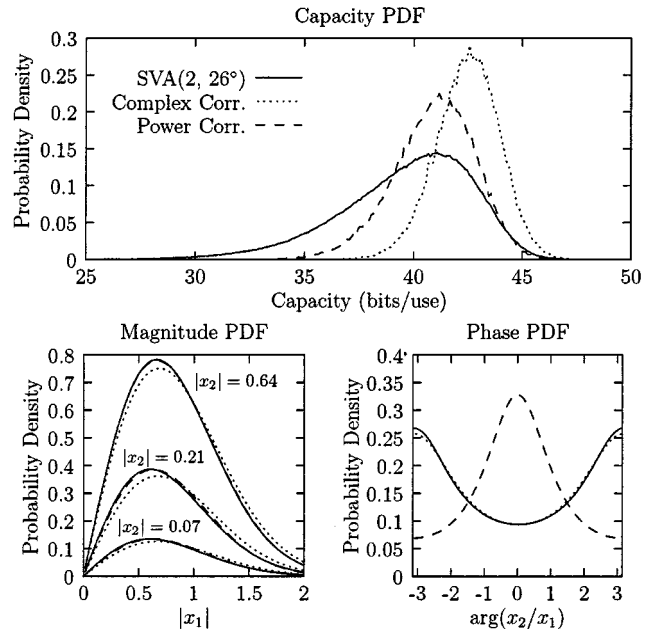 Capacity PDF
0.3
0.25
0.2
0.15
0.1
0.05
0
Probability Density
SVA(2, 26°)
Complex Corr.
Power Corr.
25 30 35 40 45 50
Capacity (bits/use)
Magnitude PDF
0.8
0.7
0.6
0.5
0.4
0.3
0.2
0.1
0
Probability Density
|x₂| = 0.64
|x₂| = 0.21
|x₂| = 0.07
0 0.5 1 1.5 2
|x₁|
Phase PDF
0.4
0.35
0.3
0.25
0.2
0.15
0.1
0.05
0
Probability Density
-3 -2 -1 0 1 2 3
arg(x₂/x₁)